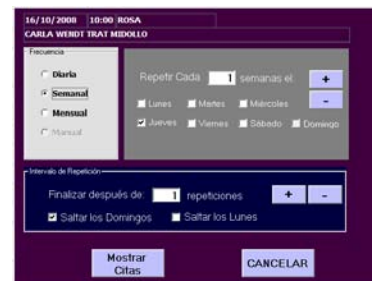 16/10/2008 10:00 ROSA
CARLA WENDT TRAT MIDOLLO
Frecuencia
Diaria
Semanal
Mensual
Manual
Repetir Cada 1 semanas el: +
-
Lunes Martes Miércoles
Jueves Viernes Sábado Domingo
Intervalo de Repetición
Finalizar después de: 1 repeticiones + -
Saltar los Domingos Saltar los Lunes
Mostrar
Citas
CANCELAR